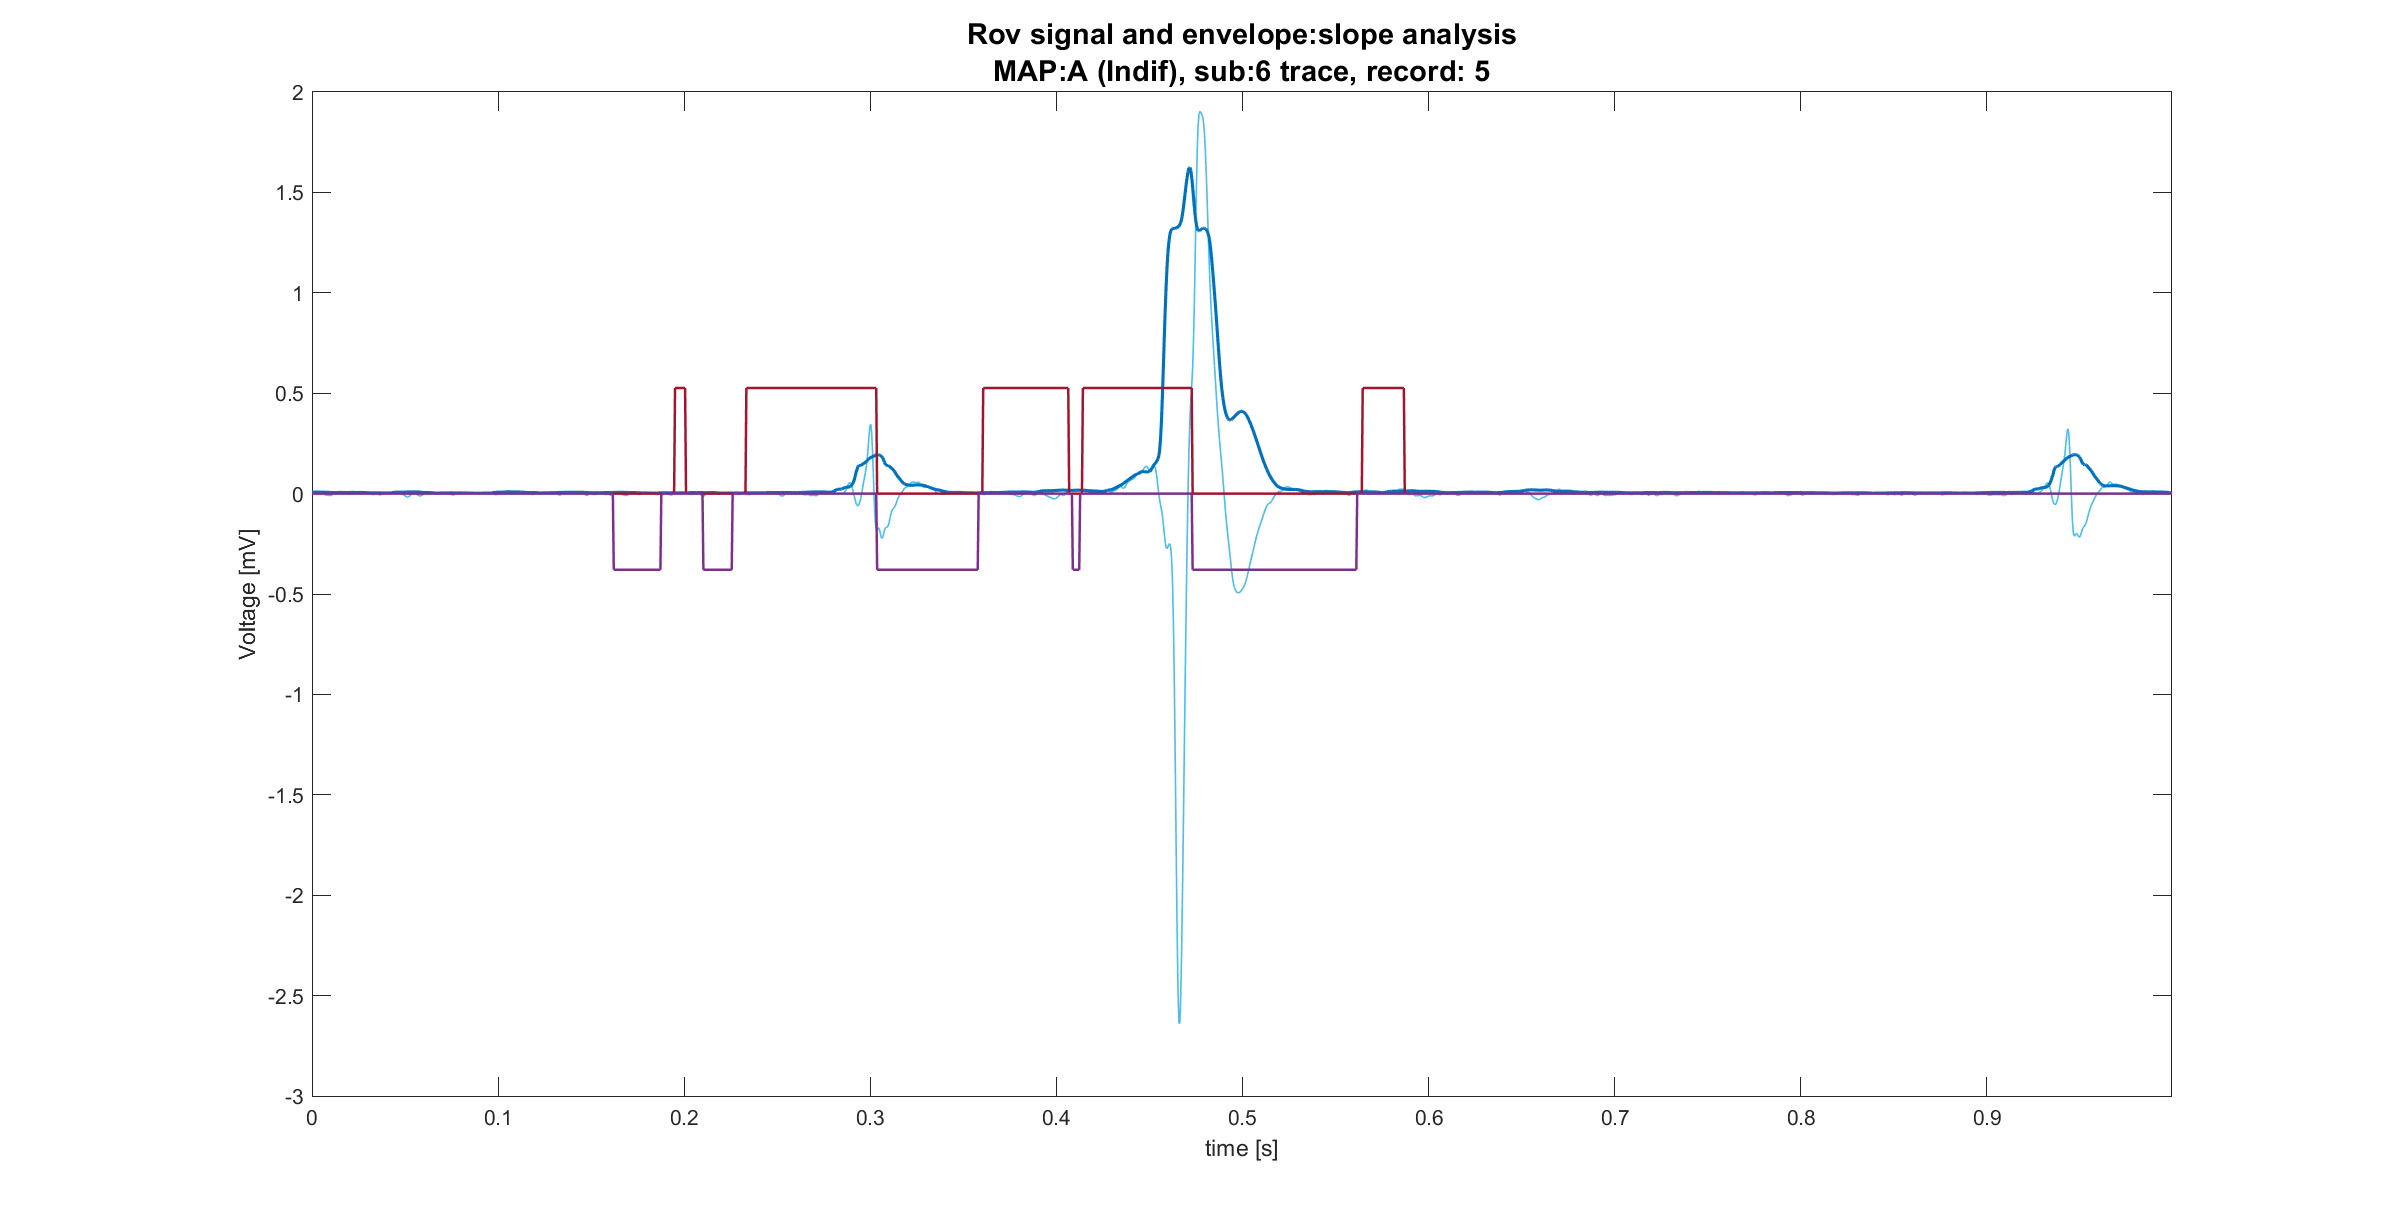 Rov signal and envelope:slope analysis
MAP:A (Indif), sub:6 trace, record: 5
2
1.5
1
0.5
0
-0.5
-1
-1.5
-2
-2.5
-3
Voltage [mV]
0 0.1 0.2 0.3 0.4 0.5 0.6 0.7 0.8 0.9
time [s]